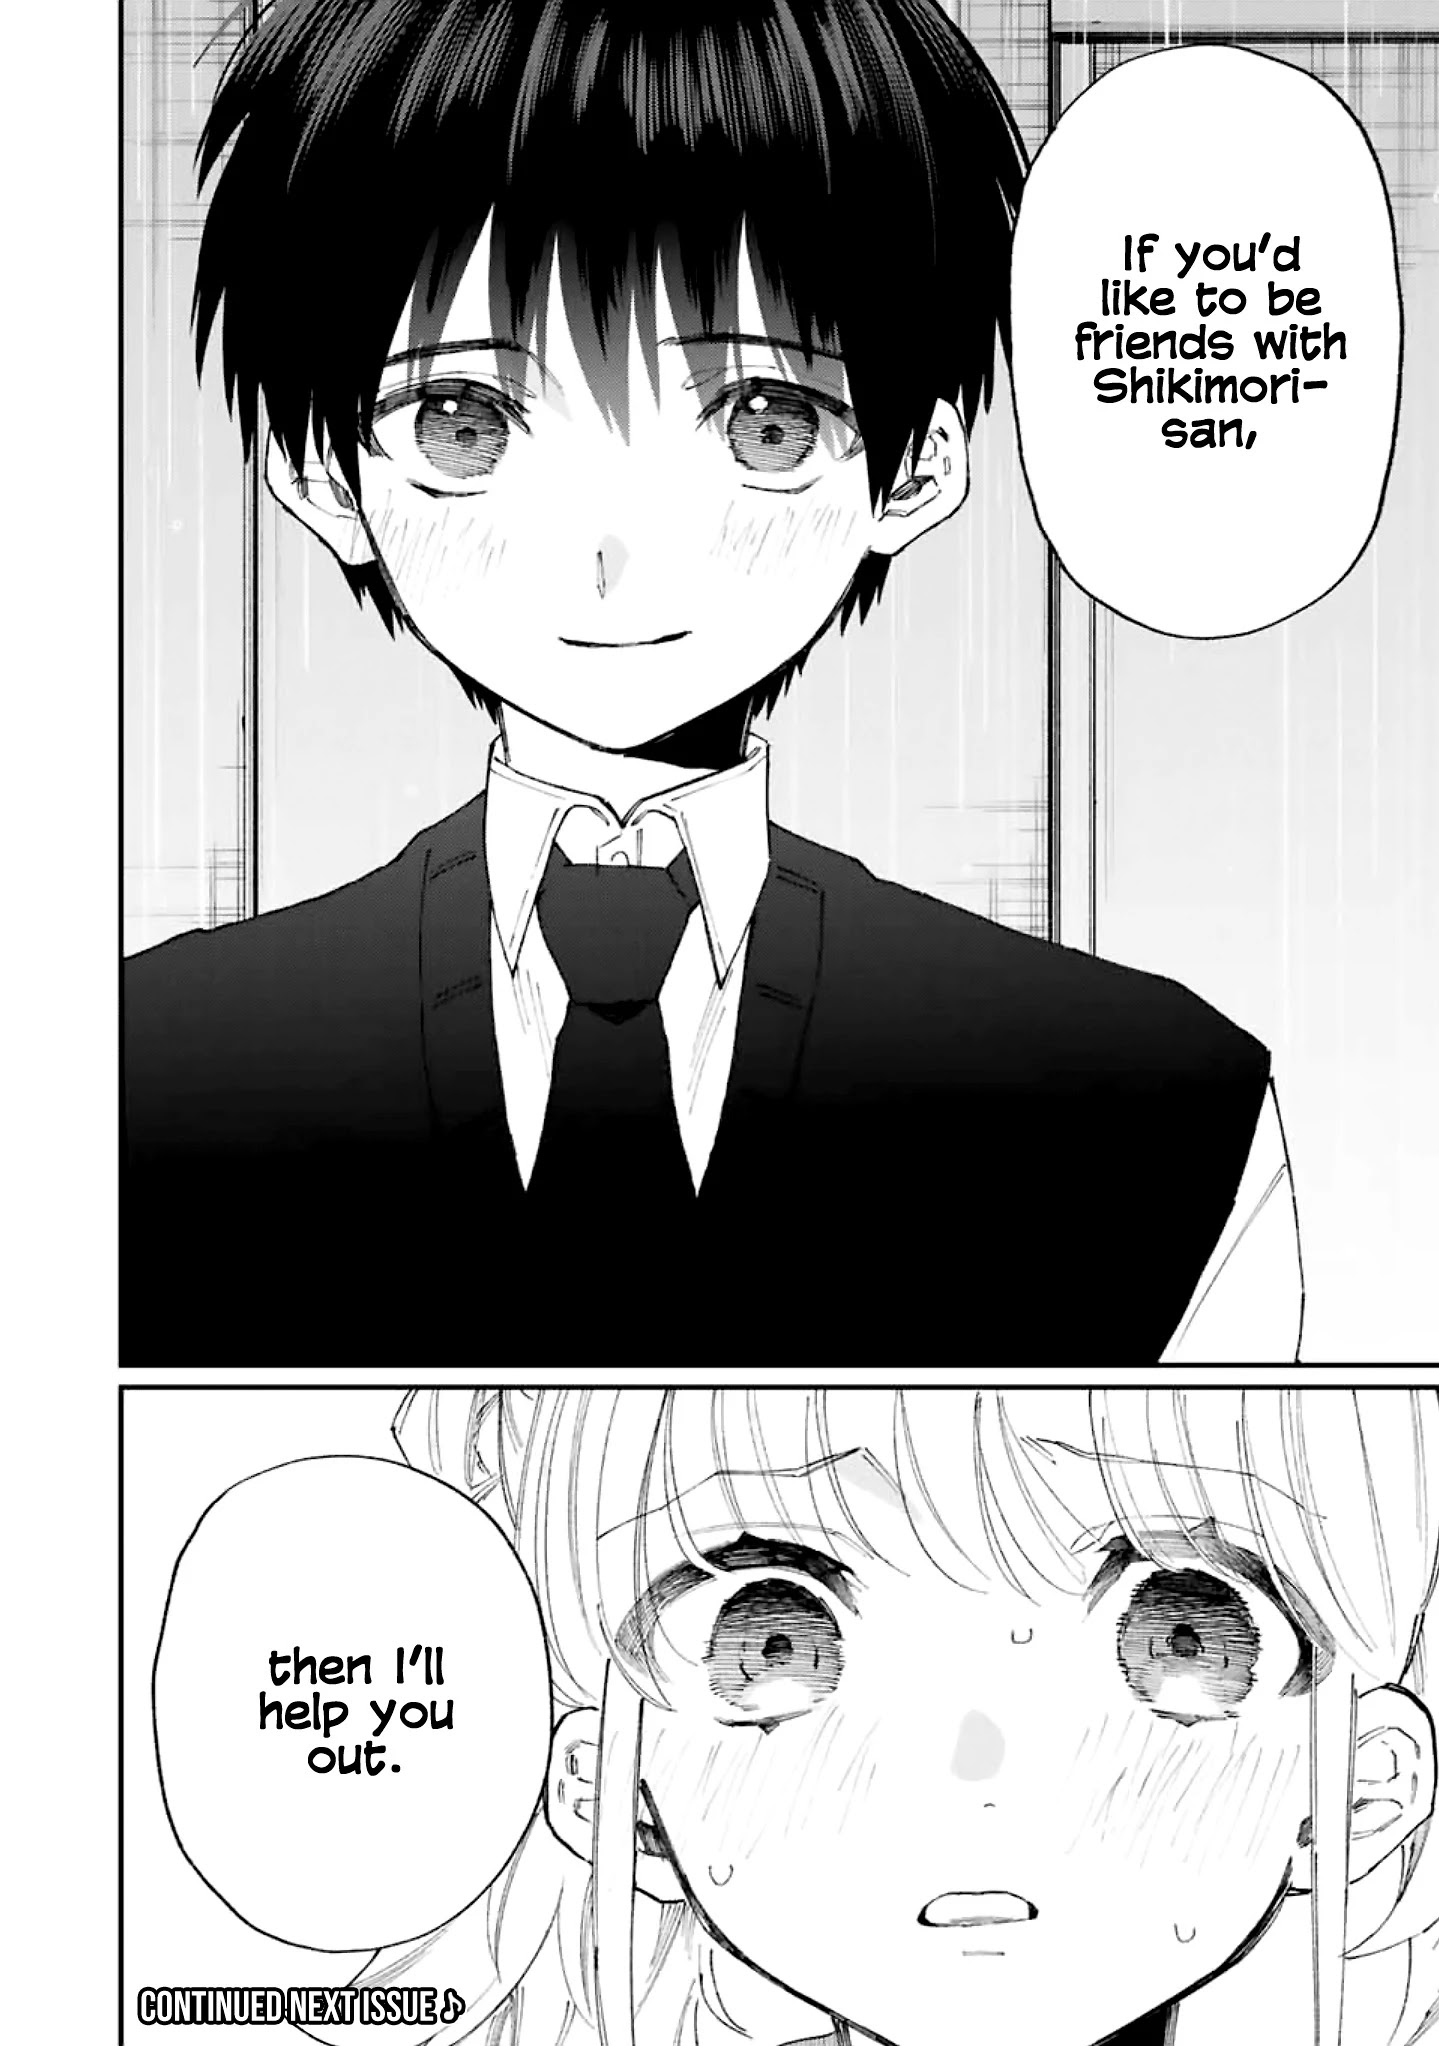 If you'd
like to be
friends with
Shikimori-
san,
then I'll
help you
out.
CONTINUED NEXT ISSUE ♪